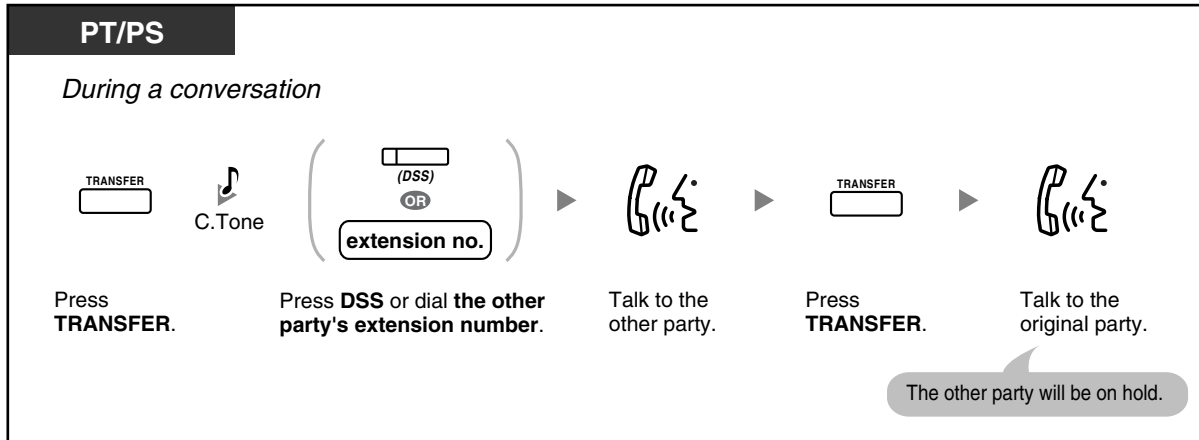 PT/PS
During a conversation
TRANSFER
C.Tone
(DSS)
OR
extension no.
TRANSFER
Press
TRANSFER.
Press DSS or dial the other
party's extension number.
Talk to the
other party.
Press
TRANSFER.
Talk to the
original party.
The other party will be on hold.